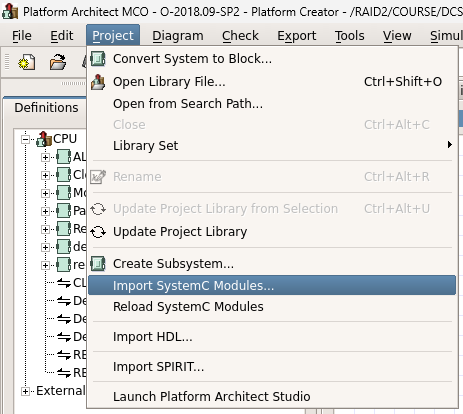 Platform Architect MCO - O-2018.09-SP2 - Platform Creator - /RAID2/COURSE/DCS
File Edit Project Diagram Check Export Tools View Simul
Convert System to Block...
Open Library File... Ctrl+Shift+O
Open from Search Path...
Close Ctrl+Alt+C
Library Set
Rename Ctrl+Alt+R
Update Project Library from Selection Ctrl+Alt+U
Update Project Library
Create Subsystem...
Import SystemC Modules...
Reload SystemC Modules
Import HDL...
Import SPIRIT...
Launch Platform Architect Studio
Definitions
CPU
AL
Clo
Mo
Pa
Re
de
re
CL
De
De
De
RE
RE
External